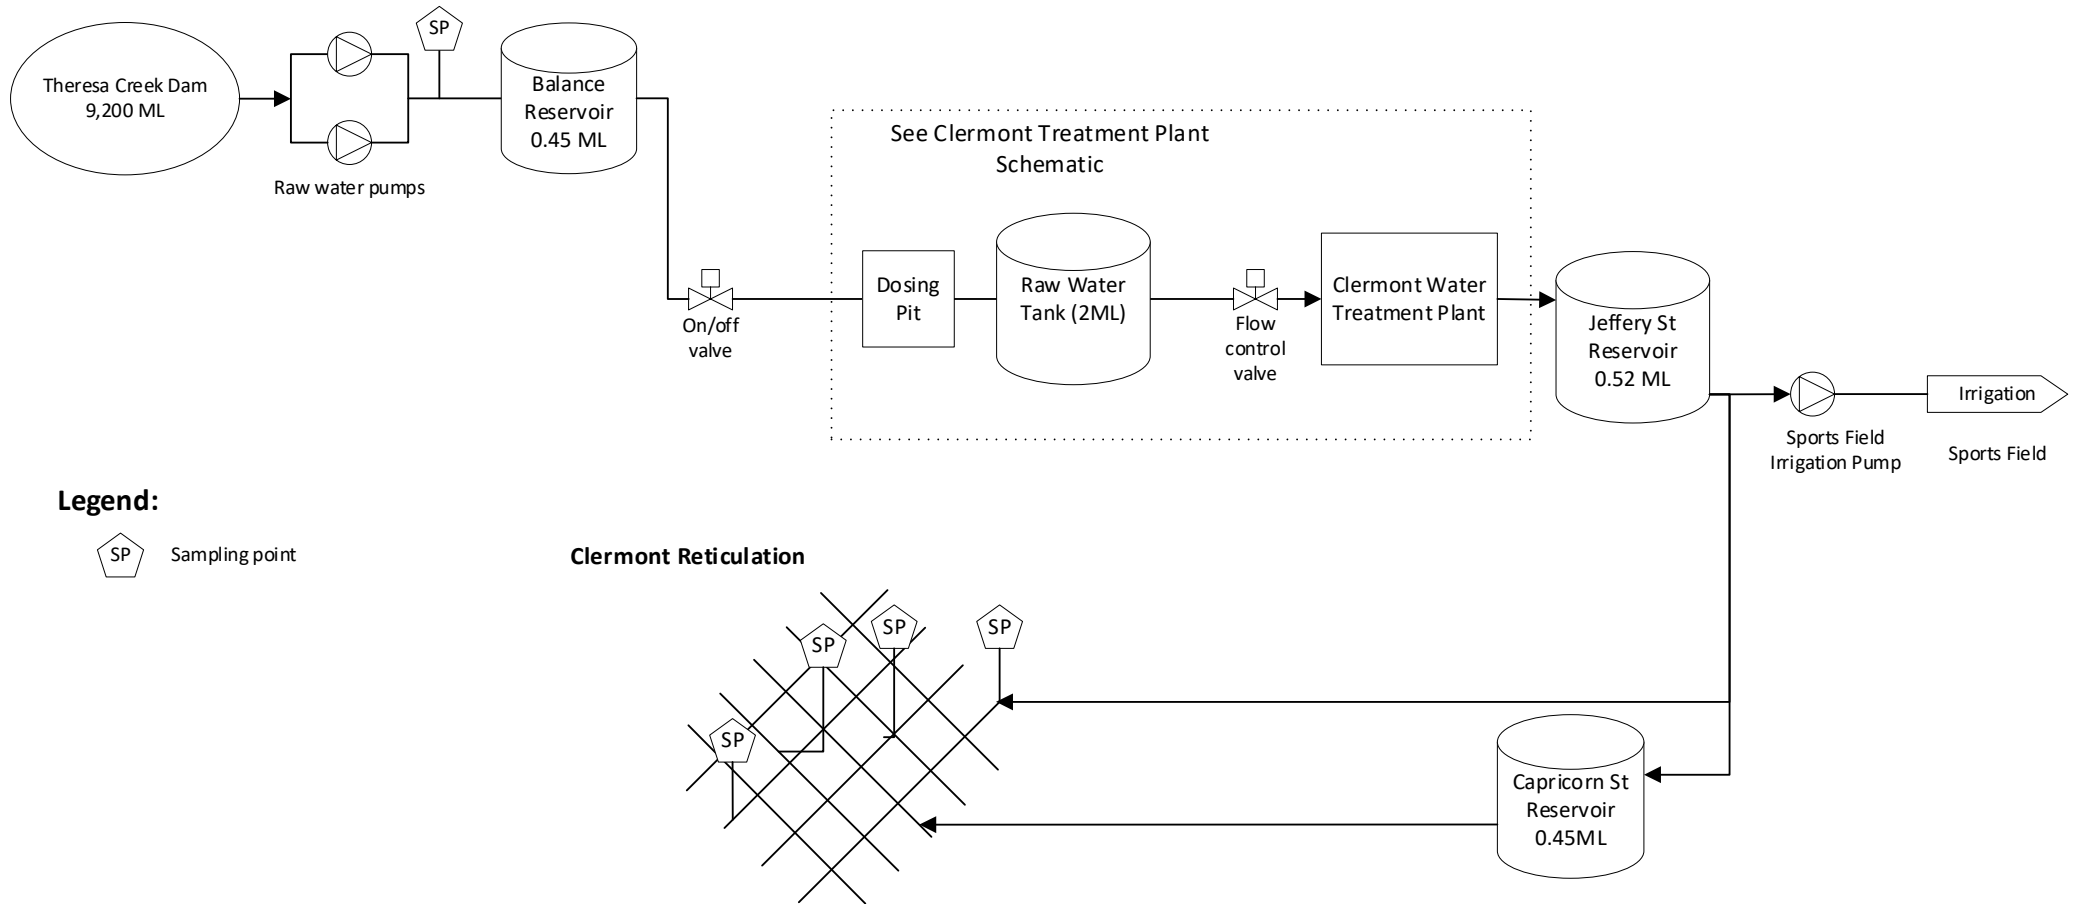 SP
Theresa Creek Dam
9,200 ML
Raw water pumps
Balance
Reservoir
0.45 ML
On/off
valve
See Clermont Treatment Plant
Schematic
Dosing
Pit
Raw Water
Tank (2ML)
Flow
control
valve
Clermont Water
Treatment Plant
Jeffery St
Reservoir
0.52 ML
Sports Field
Irrigation Pump
Irrigation
Sports Field
Legend:
SP
Sampling point
Clermont Reticulation
SP
SP
SP
SP
Capricorn St
Reservoir
0.45ML